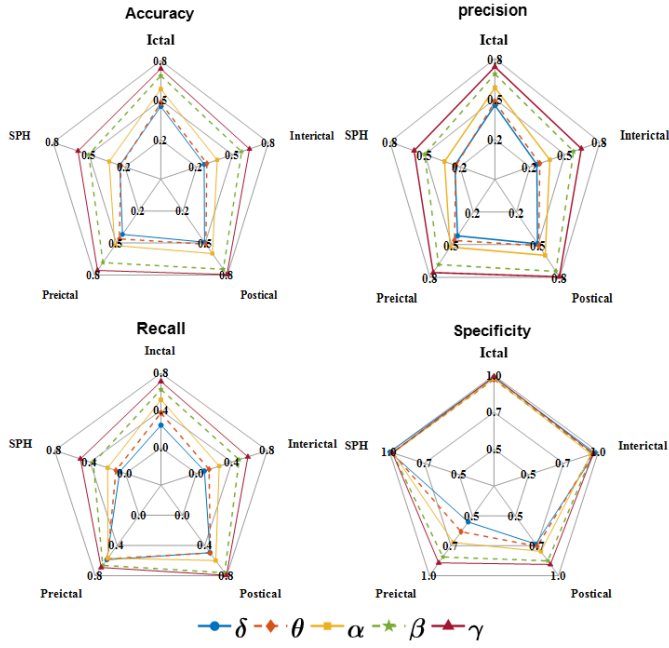 Accuracy
Ictal
0.8
0.5
0.2
SPH
0.8
0.5
0.2
0.2
0.5
0.8
Interictal
0.2
0.2
0.5
0.5
0.8
0.8
Preictal
Postical
precision
Ictal
0.8
0.5
0.2
SPH
0.8
0.5
0.2
0.2
0.5
0.8
Interictal
0.2
0.2
0.5
0.5
0.8
0.8
Preictal
Postical
Recall
Inctal
0.8
0.4
0.0
SPH
0.8
0.4
0.0
0.0
0.4
0.8
Interictal
0.0
0.0
0.4
0.4
0.8
0.8
Preictal
Postical
Specificity
Ictal
1.0
0.7
0.5
SPH
1.0
0.7
0.5
0.5
0.7
1.0
Interictal
0.5
0.5
0.7
0.7
1.0
1.0
Preictal
Postical
δ θ α β γ